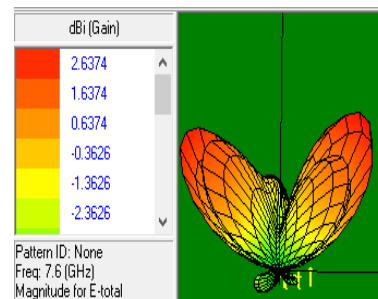 dBi (Gain)
2.6374
1.6374
0.6374
-0.3626
-1.3626
-2.3626
Pattern ID: None
Freq: 7.6 (GHz)
Magnitude for E-total